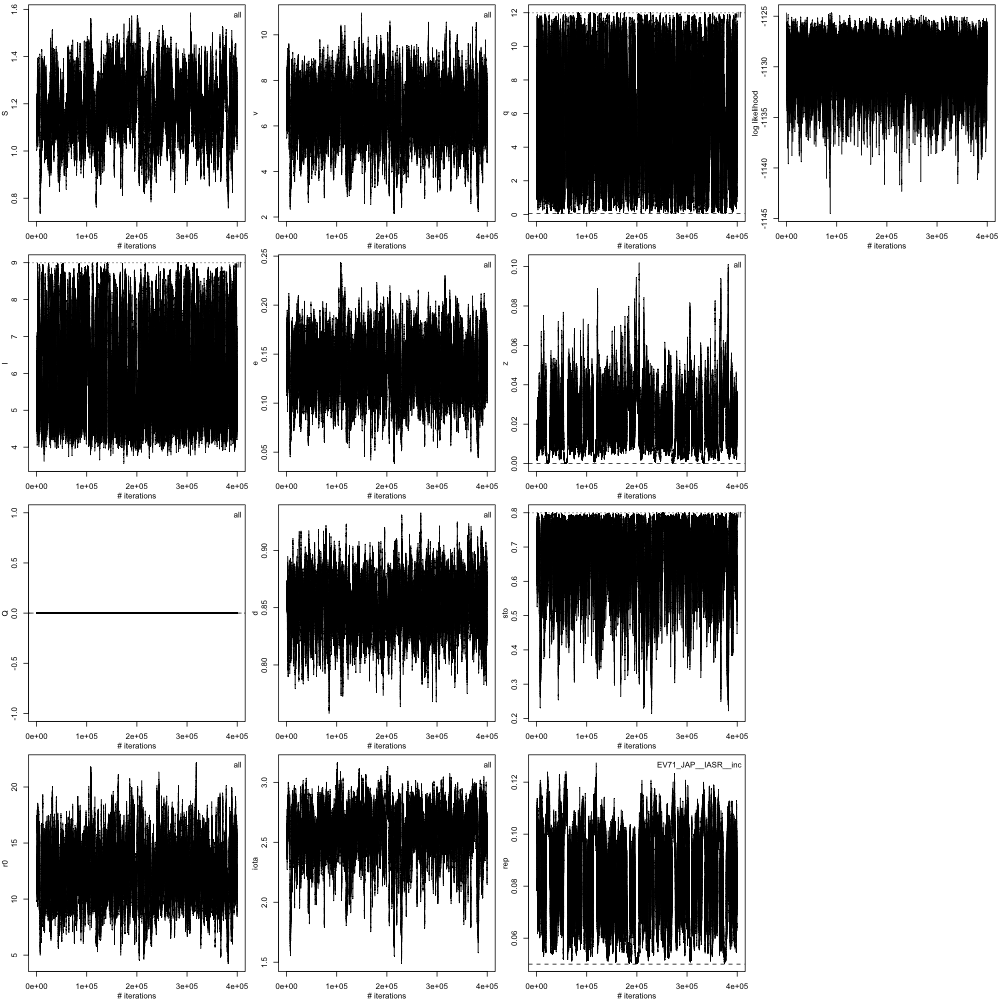 all
1.6
1.4
1.2
1.0
0.8
S
0e+00 1e+05 2e+05 3e+05 4e+05
# iterations
all
10
8
6
4
2
v
0e+00 1e+05 2e+05 3e+05 4e+05
# iterations
12
10
8
6
4
2
0
q
0e+00 1e+05 2e+05 3e+05 4e+05
# iterations
all
-1125
-1130
-1135
-1140
-1145
log likelihood
0e+00 1e+05 2e+05 3e+05 4e+05
# iterations
9
8
7
6
5
4
0e+00 1e+05 2e+05 3e+05 4e+05
# iterations
all
0.25
0.20
0.15
0.10
0.05
e
0e+00 1e+05 2e+05 3e+05 4e+05
# iterations
all
0.10
0.08
0.06
0.04
0.02
0.00
z
0e+00 1e+05 2e+05 3e+05 4e+05
# iterations
all
1.0
0.5
0.0
-0.5
-1.0
Q
0e+00 1e+05 2e+05 3e+05 4e+05
# iterations
all
0.90
0.85
0.80
d
0e+00 1e+05 2e+05 3e+05 4e+05
# iterations
0.8
0.7
0.6
0.5
0.4
0.3
0.2
sto
0e+00 1e+05 2e+05 3e+05 4e+05
# iterations
all
20
15
10
5
r0
0e+00 1e+05 2e+05 3e+05 4e+05
# iterations
all
3.0
2.5
2.0
1.5
iota
0e+00 1e+05 2e+05 3e+05 4e+05
# iterations
EV71_JAP__IASR__inc
0.12
0.10
0.08
0.06
rep
0e+00 1e+05 2e+05 3e+05 4e+05
# iterations